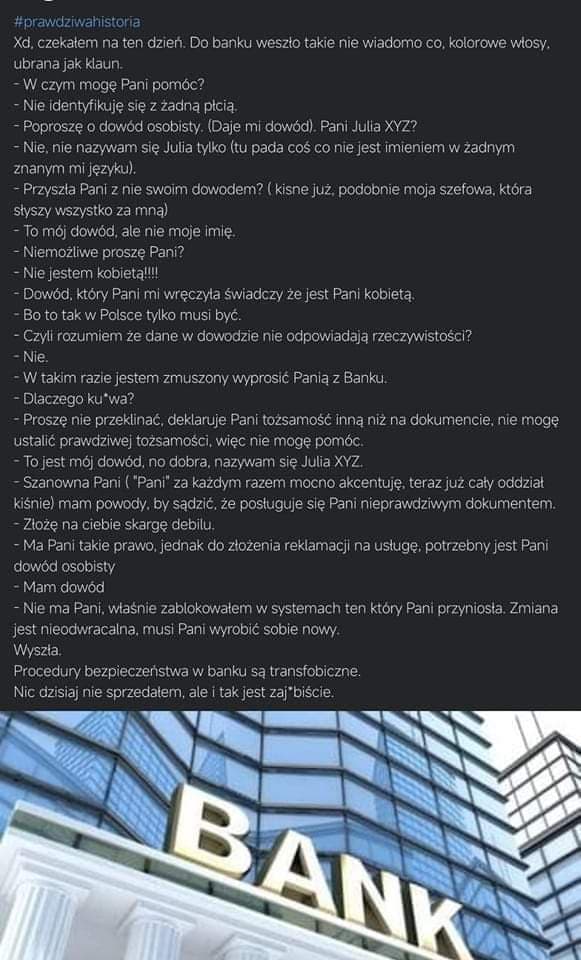 #prawdziwahistoria
Xd, czekałem na ten dzień. Do banku weszło takie nie wiadomo co, kolorowe włosy,
ubrana jak klaun.
- W czym mogę Pani pomóc?
- Nie identyfikuję się z żadną płcią.
- Poproszę o dowód osobisty. (Daje mi dowód). Pani Julia XYZ?
- Nie, nie nazywam się Julia tylko (tu pada coś co nie jest imieniem w żadnym
znanym mi języku).
- Przyszła Pani z nie swoim dowodem? ( kisne już, podobnie moja szefowa, która
słyszy wszystko za mną)
- To mój dowód, ale nie moje imię.
- Niemożliwe proszę Pani?
- Nie jestem kobietą!!!!
- Dowód, który Pani mi wręczyła świadczy że jest Pani kobietą.
- Bo to tak w Polsce tylko musi być.
- Czyli rozumiem że dane w dowodzie nie odpowiadają rzeczywistości?
- Nie.
- W takim razie jestem zmuszony wyprosić Panią z Banku.
- Dlaczego ku*wa?
- Proszę nie przeklinać, deklaruje Pani tożsamość inną niż na dokumencie, nie mogę
ustalić prawdziwej tożsamości, więc nie mogę pomóc.
- To jest mój dowód, no dobra, nazywam się Julia XYZ.
- Szanowna Pani ( "Pani" za każdym razem mocno akcentuję, teraz już cały oddział
kiśnie) mam powody, by sądzić, że posługuje się Pani nieprawdziwym dokumentem.
- Złożę na ciebie skargę debilu.
- Ma Pani takie prawo, jednak do złożenia reklamacji na usługę, potrzebny jest Pani
dowód osobisty
- Mam dowód
- Nie ma Pani, właśnie zablokowałem w systemach ten który Pani przyniosła. Zmiana
jest nieodwracalna, musi Pani wyrobić sobie nowy.
Wyszła.
Procedury bezpieczeństwa w banku są transfobiczne.
Nic dzisiaj nie sprzedałem, ale i tak jest zaj*biście.
BANK